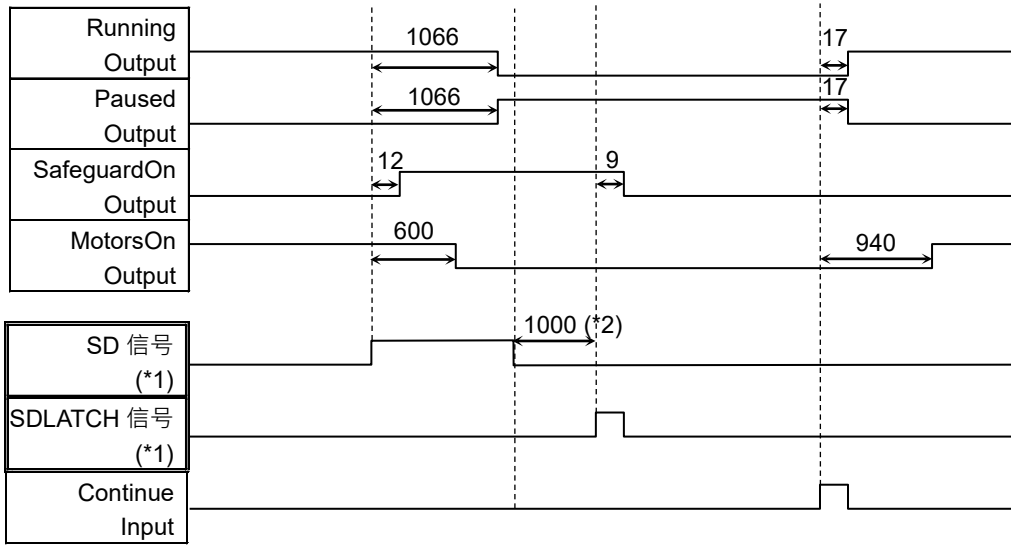 Running
Output
1066
17
Paused
Output
1066
17
SafeguardOn
Output
12
9
MotorsOn
Output
600
940
SD 信号
(*1)
1000 (*2)
SDLATCH 信号
(*1)
Continue
Input